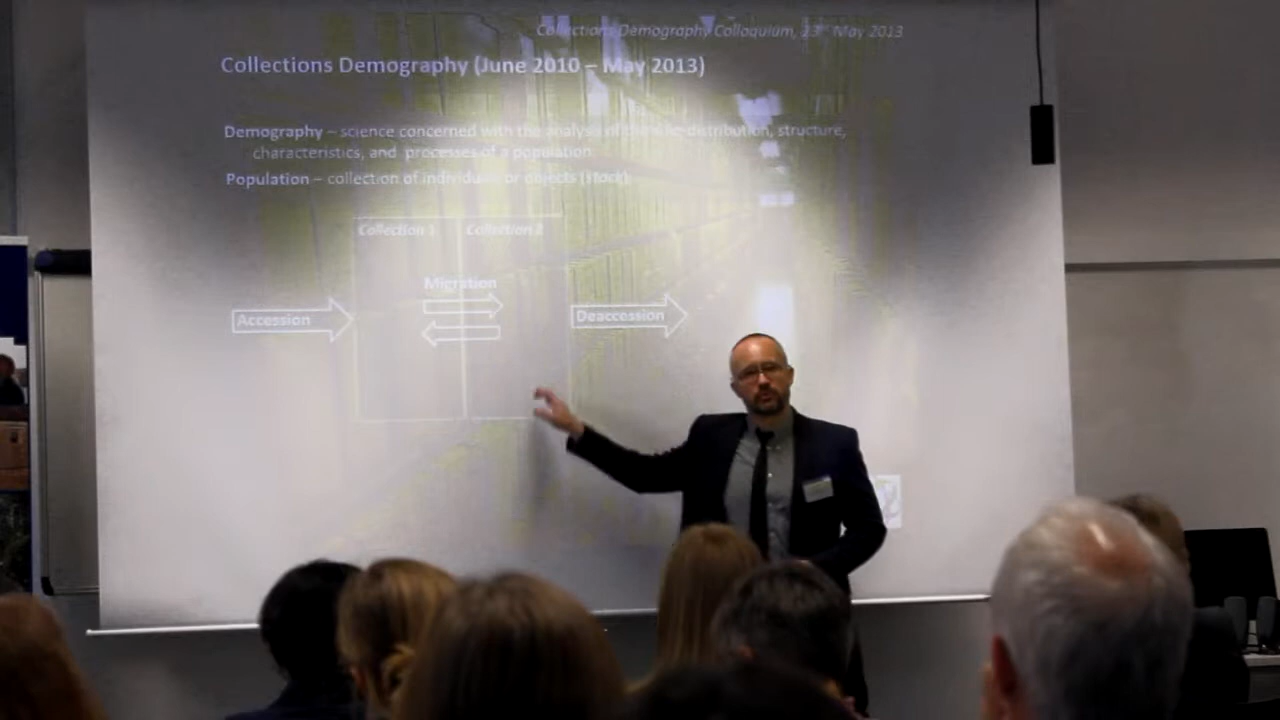 Collections Demography Colloquium, 23rd May 2013
Collections Demography (June 2010 – May 2013)
Demography – science concerned with the analysis of the size distribution, structure,
characteristics, and processes of a population.
Population – collection of individuals or objects (stock)
Collection 1 Collection 2
Migration
Accession Deaccession